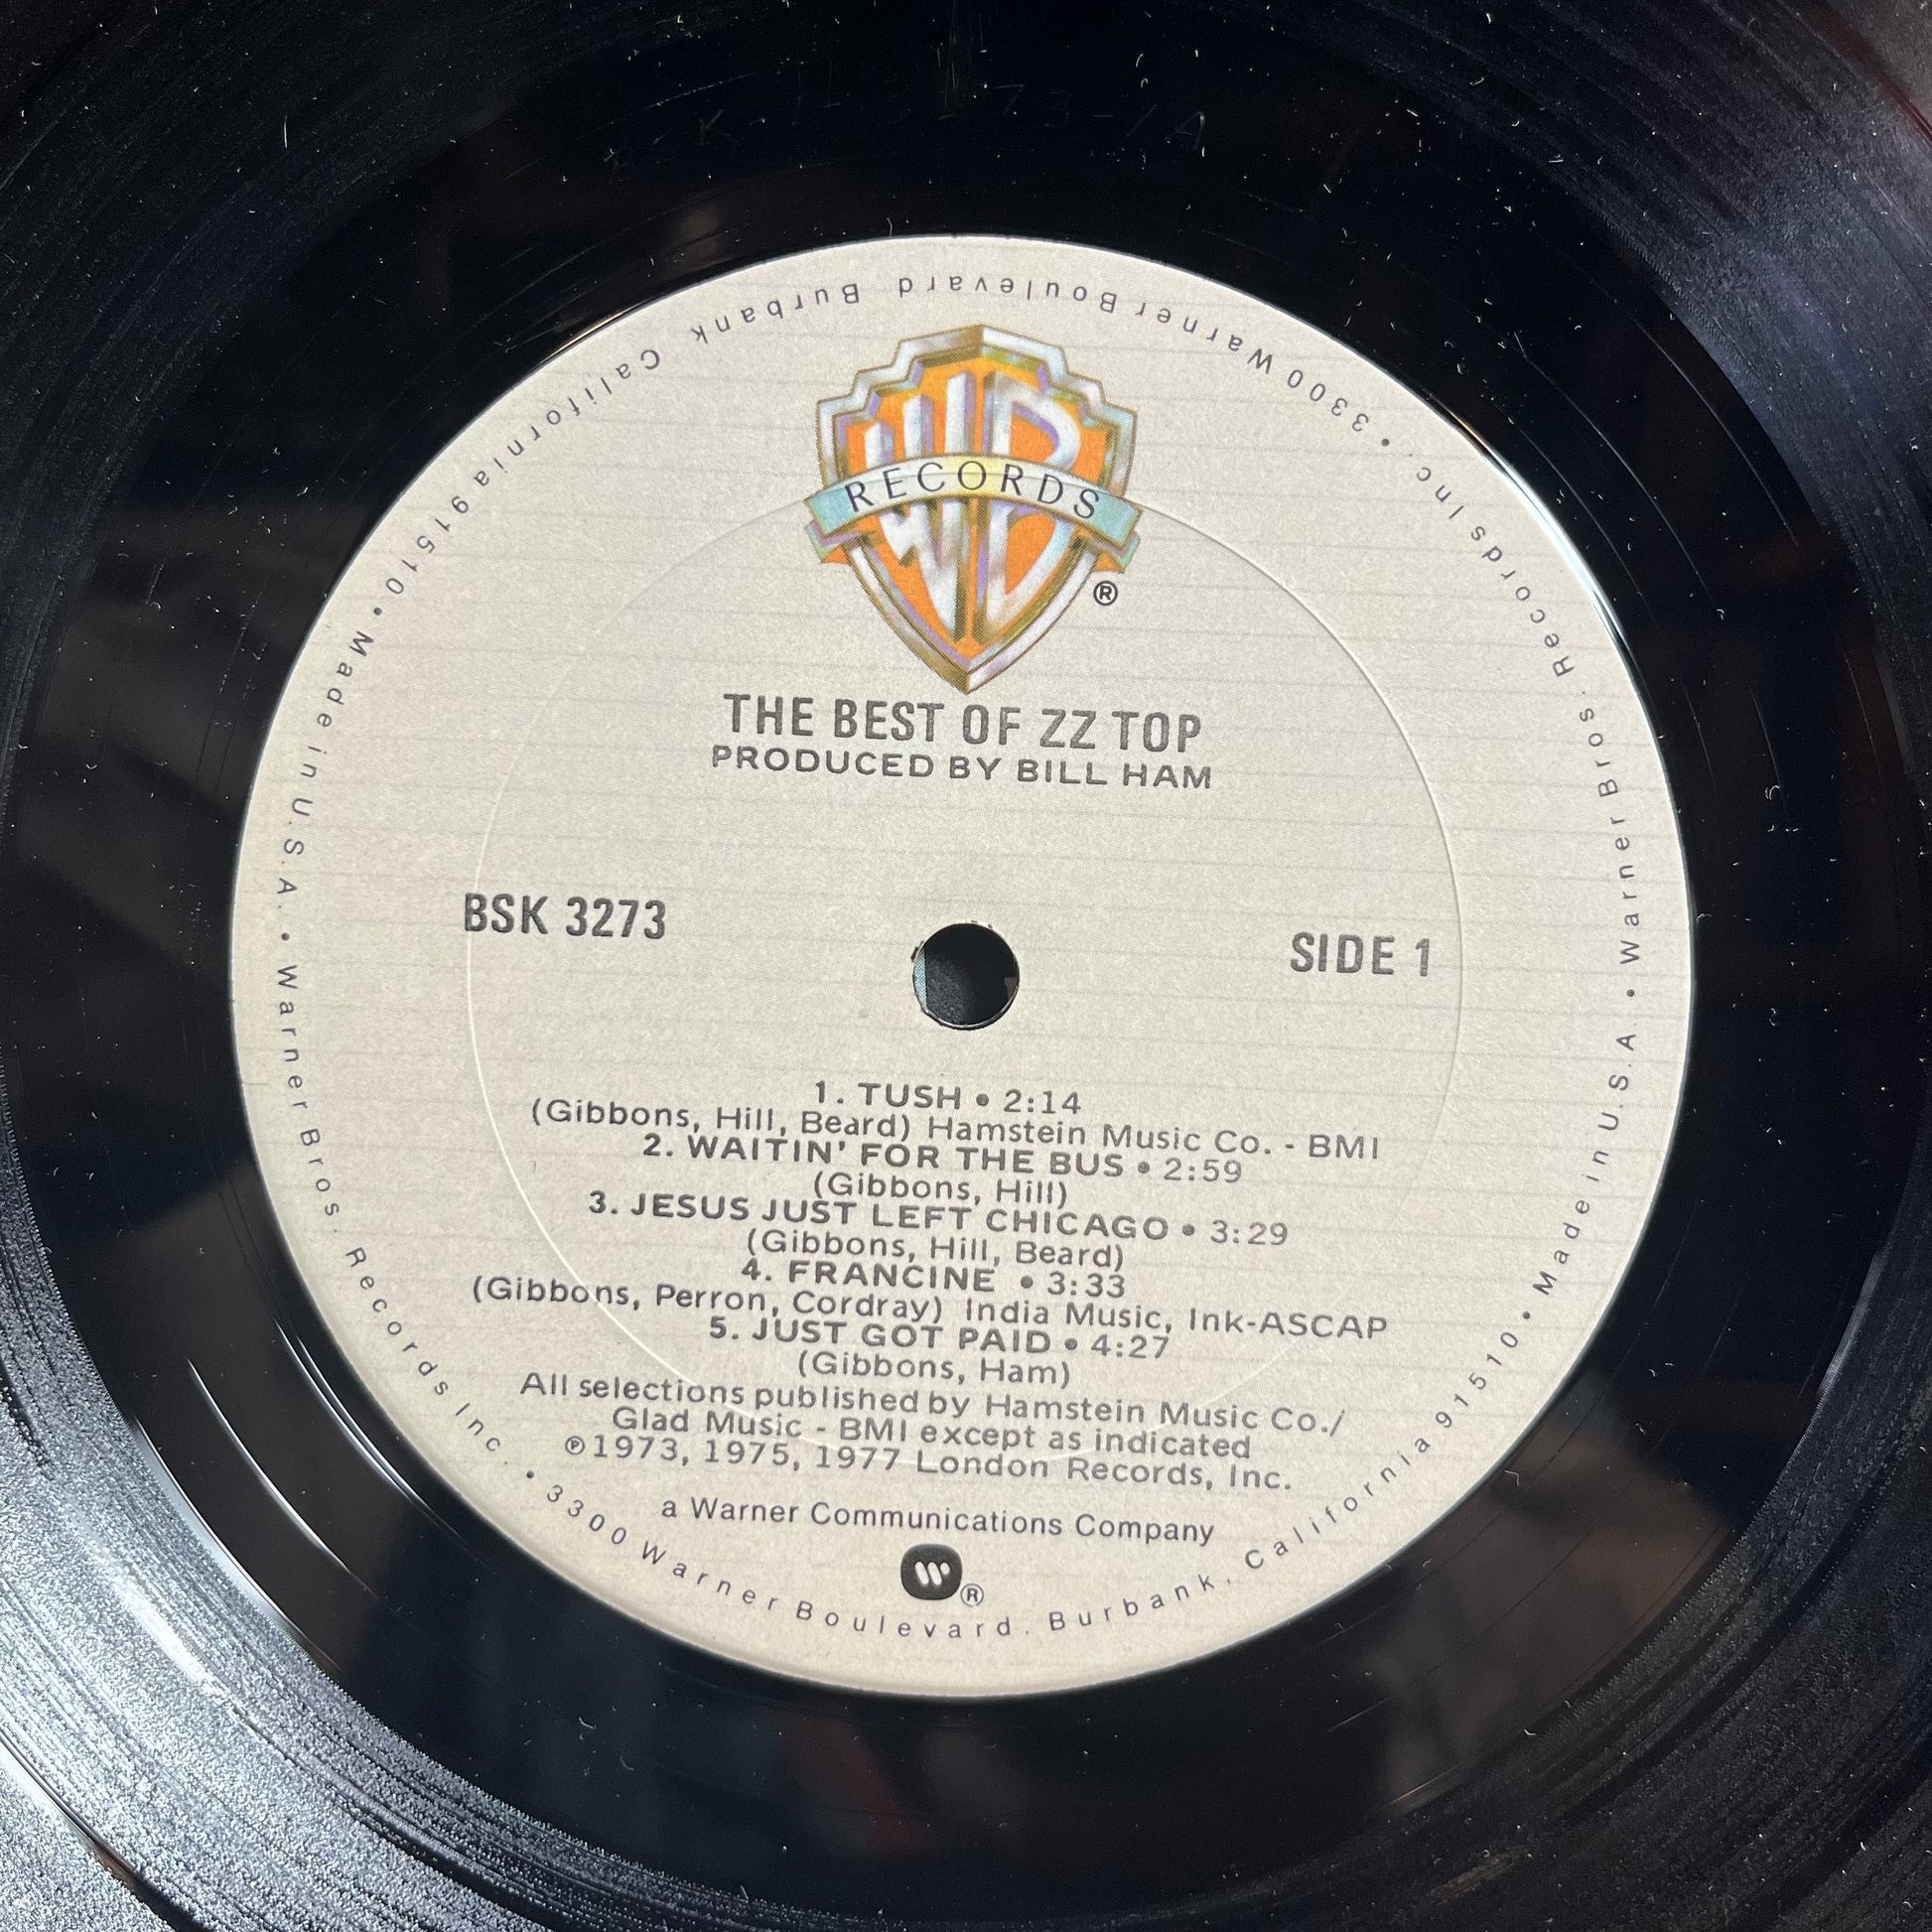 WB
RECORDS
®
THE BEST OF ZZ TOP
PRODUCED BY BILL HAM
BSK 3273
SIDE 1
1. TUSH • 2:14
(Gibbons, Hill, Beard) Hamstein Music Co. - BMI
2. WAITIN' FOR THE BUS • 2:59
(Gibbons, Hill)
3. JESUS JUST LEFT CHICAGO • 3:29
(Gibbons, Hill, Beard)
4. FRANCINE • 3:33
(Gibbons, Perron, Cordray) India Music, Ink-ASCAP
5. JUST GOT PAID • 4:27
(Gibbons, Ham)
All selections published by Hamstein Music Co./
Glad Music - BMI except as indicated
℗1973, 1975, 1977 London Records, Inc.
a Warner Communications Company
®
Warner Bros. Records Inc. • 3300 Warner Boulevard. Burbank, California 91510 • Made in U.S.A •
Warner Bros. Records Inc. • 3300 Warner Boulevard Burbank California 91510 • Made in U.S.A. •